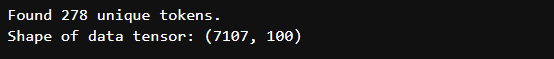 Found 278 unique tokens.
Shape of data tensor: (7107, 100)